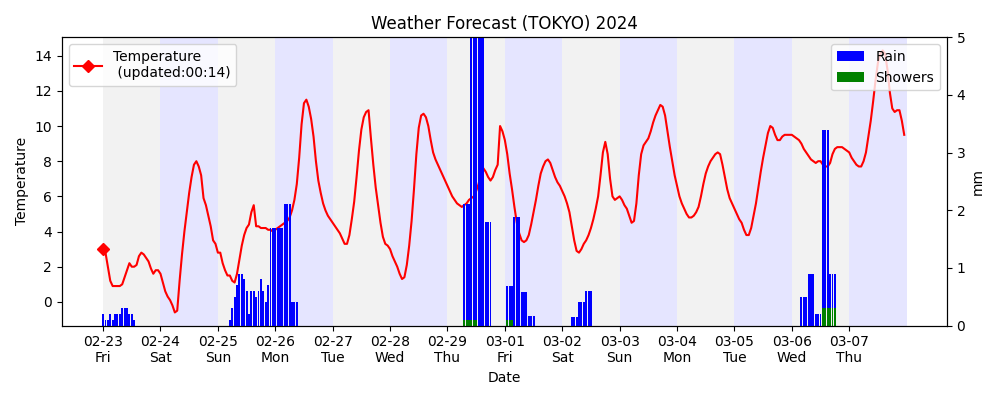 Weather Forecast (TOKYO) 2024
Temperature
(updated:00:14)
Rain
Showers
Temperature
14
12
10
8
6
4
2
0
5
4
3
2
1
0
mm
02-23 02-24 02-25 02-26 02-27 02-28 02-29 03-01 03-02 03-03 03-04 03-05 03-06 03-07
Fri Sat Sun Mon Tue Wed Thu Fri Sat Sun Mon Tue Wed Thu
Date